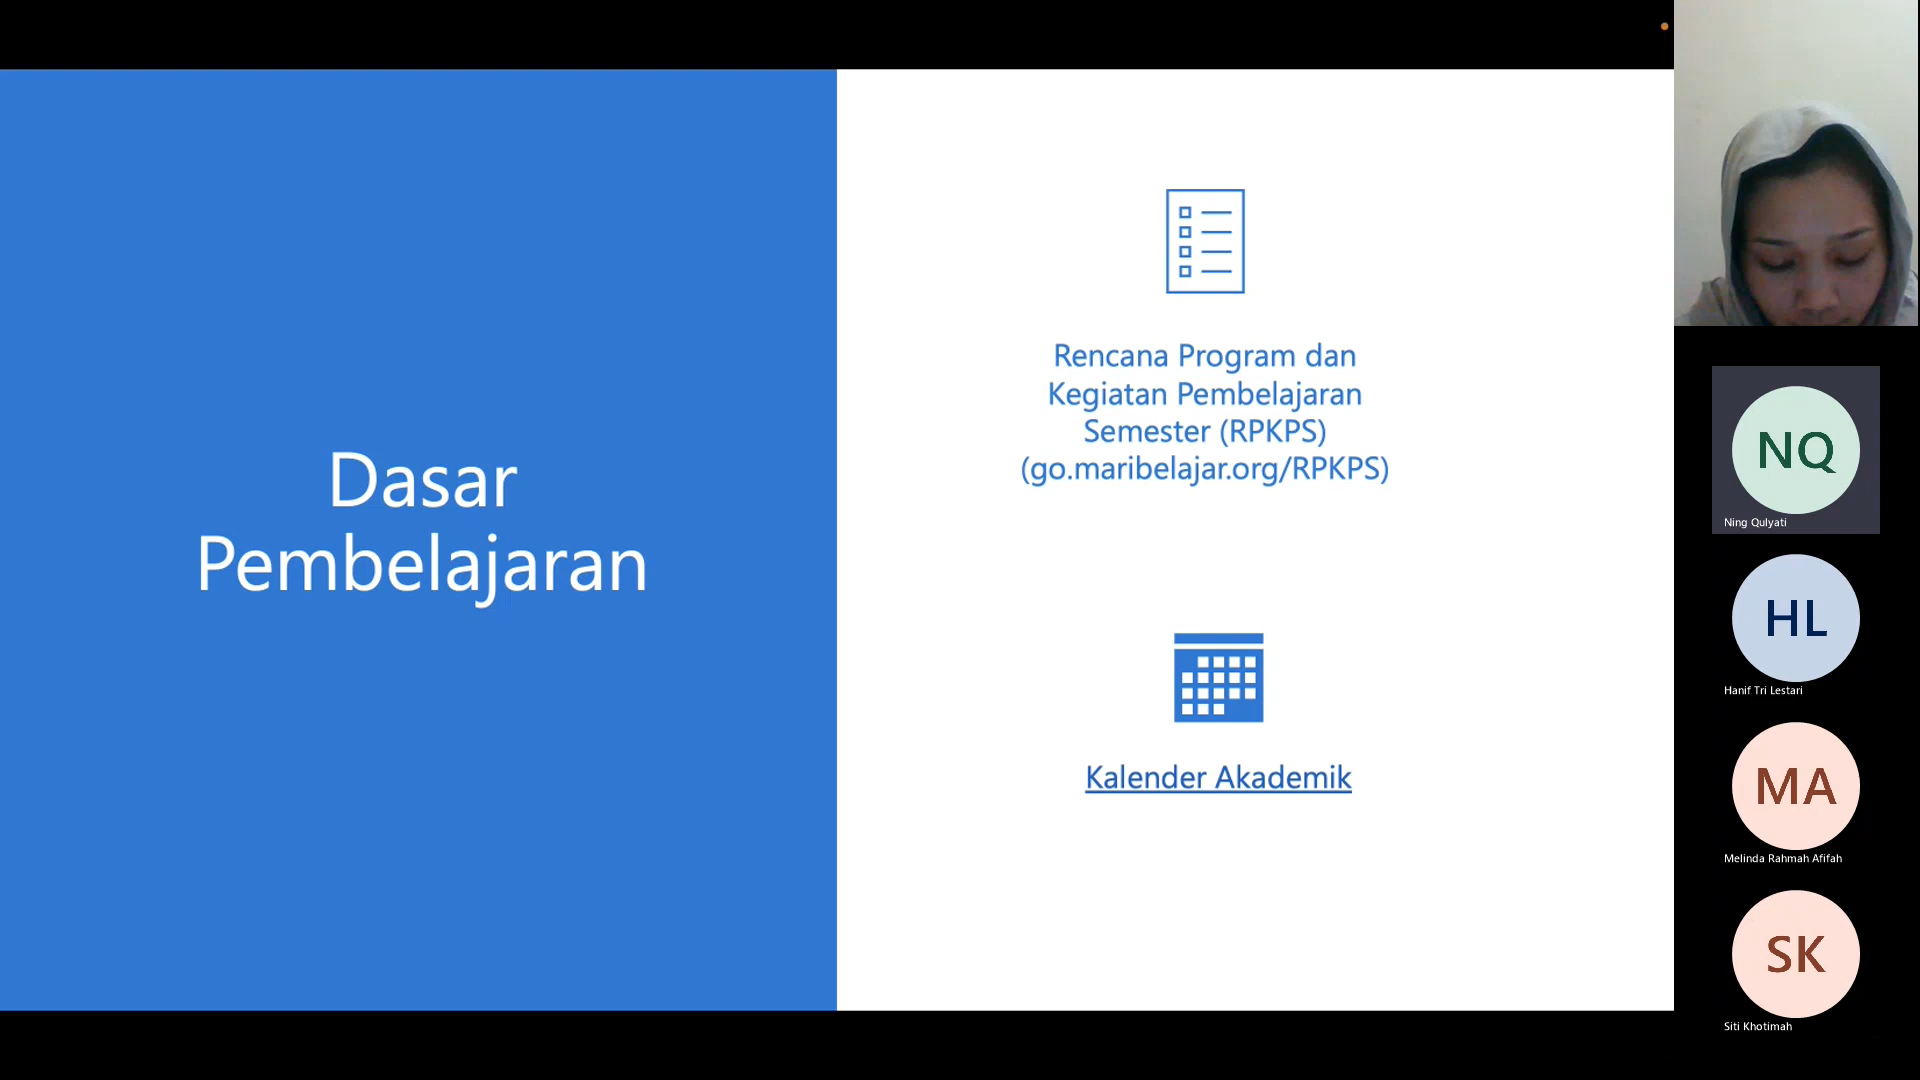 Dasar
Pembelajaran
Rencana Program dan
Kegiatan Pembelajaran
Semester (RPKPS)
(go.maribelajar.org/RPKPS)
Kalender Akademik
NQ
Ning Qulyati
HL
Hanif Tri Lestari
MA
Melinda Rahmah Afifah
SK
Siti Khotimah